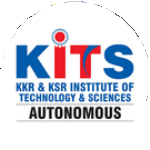 KiTS
KKR & KSR INSTITUTE OF
TECHNOLOGY & SCIENCES
AUTONOMOUS